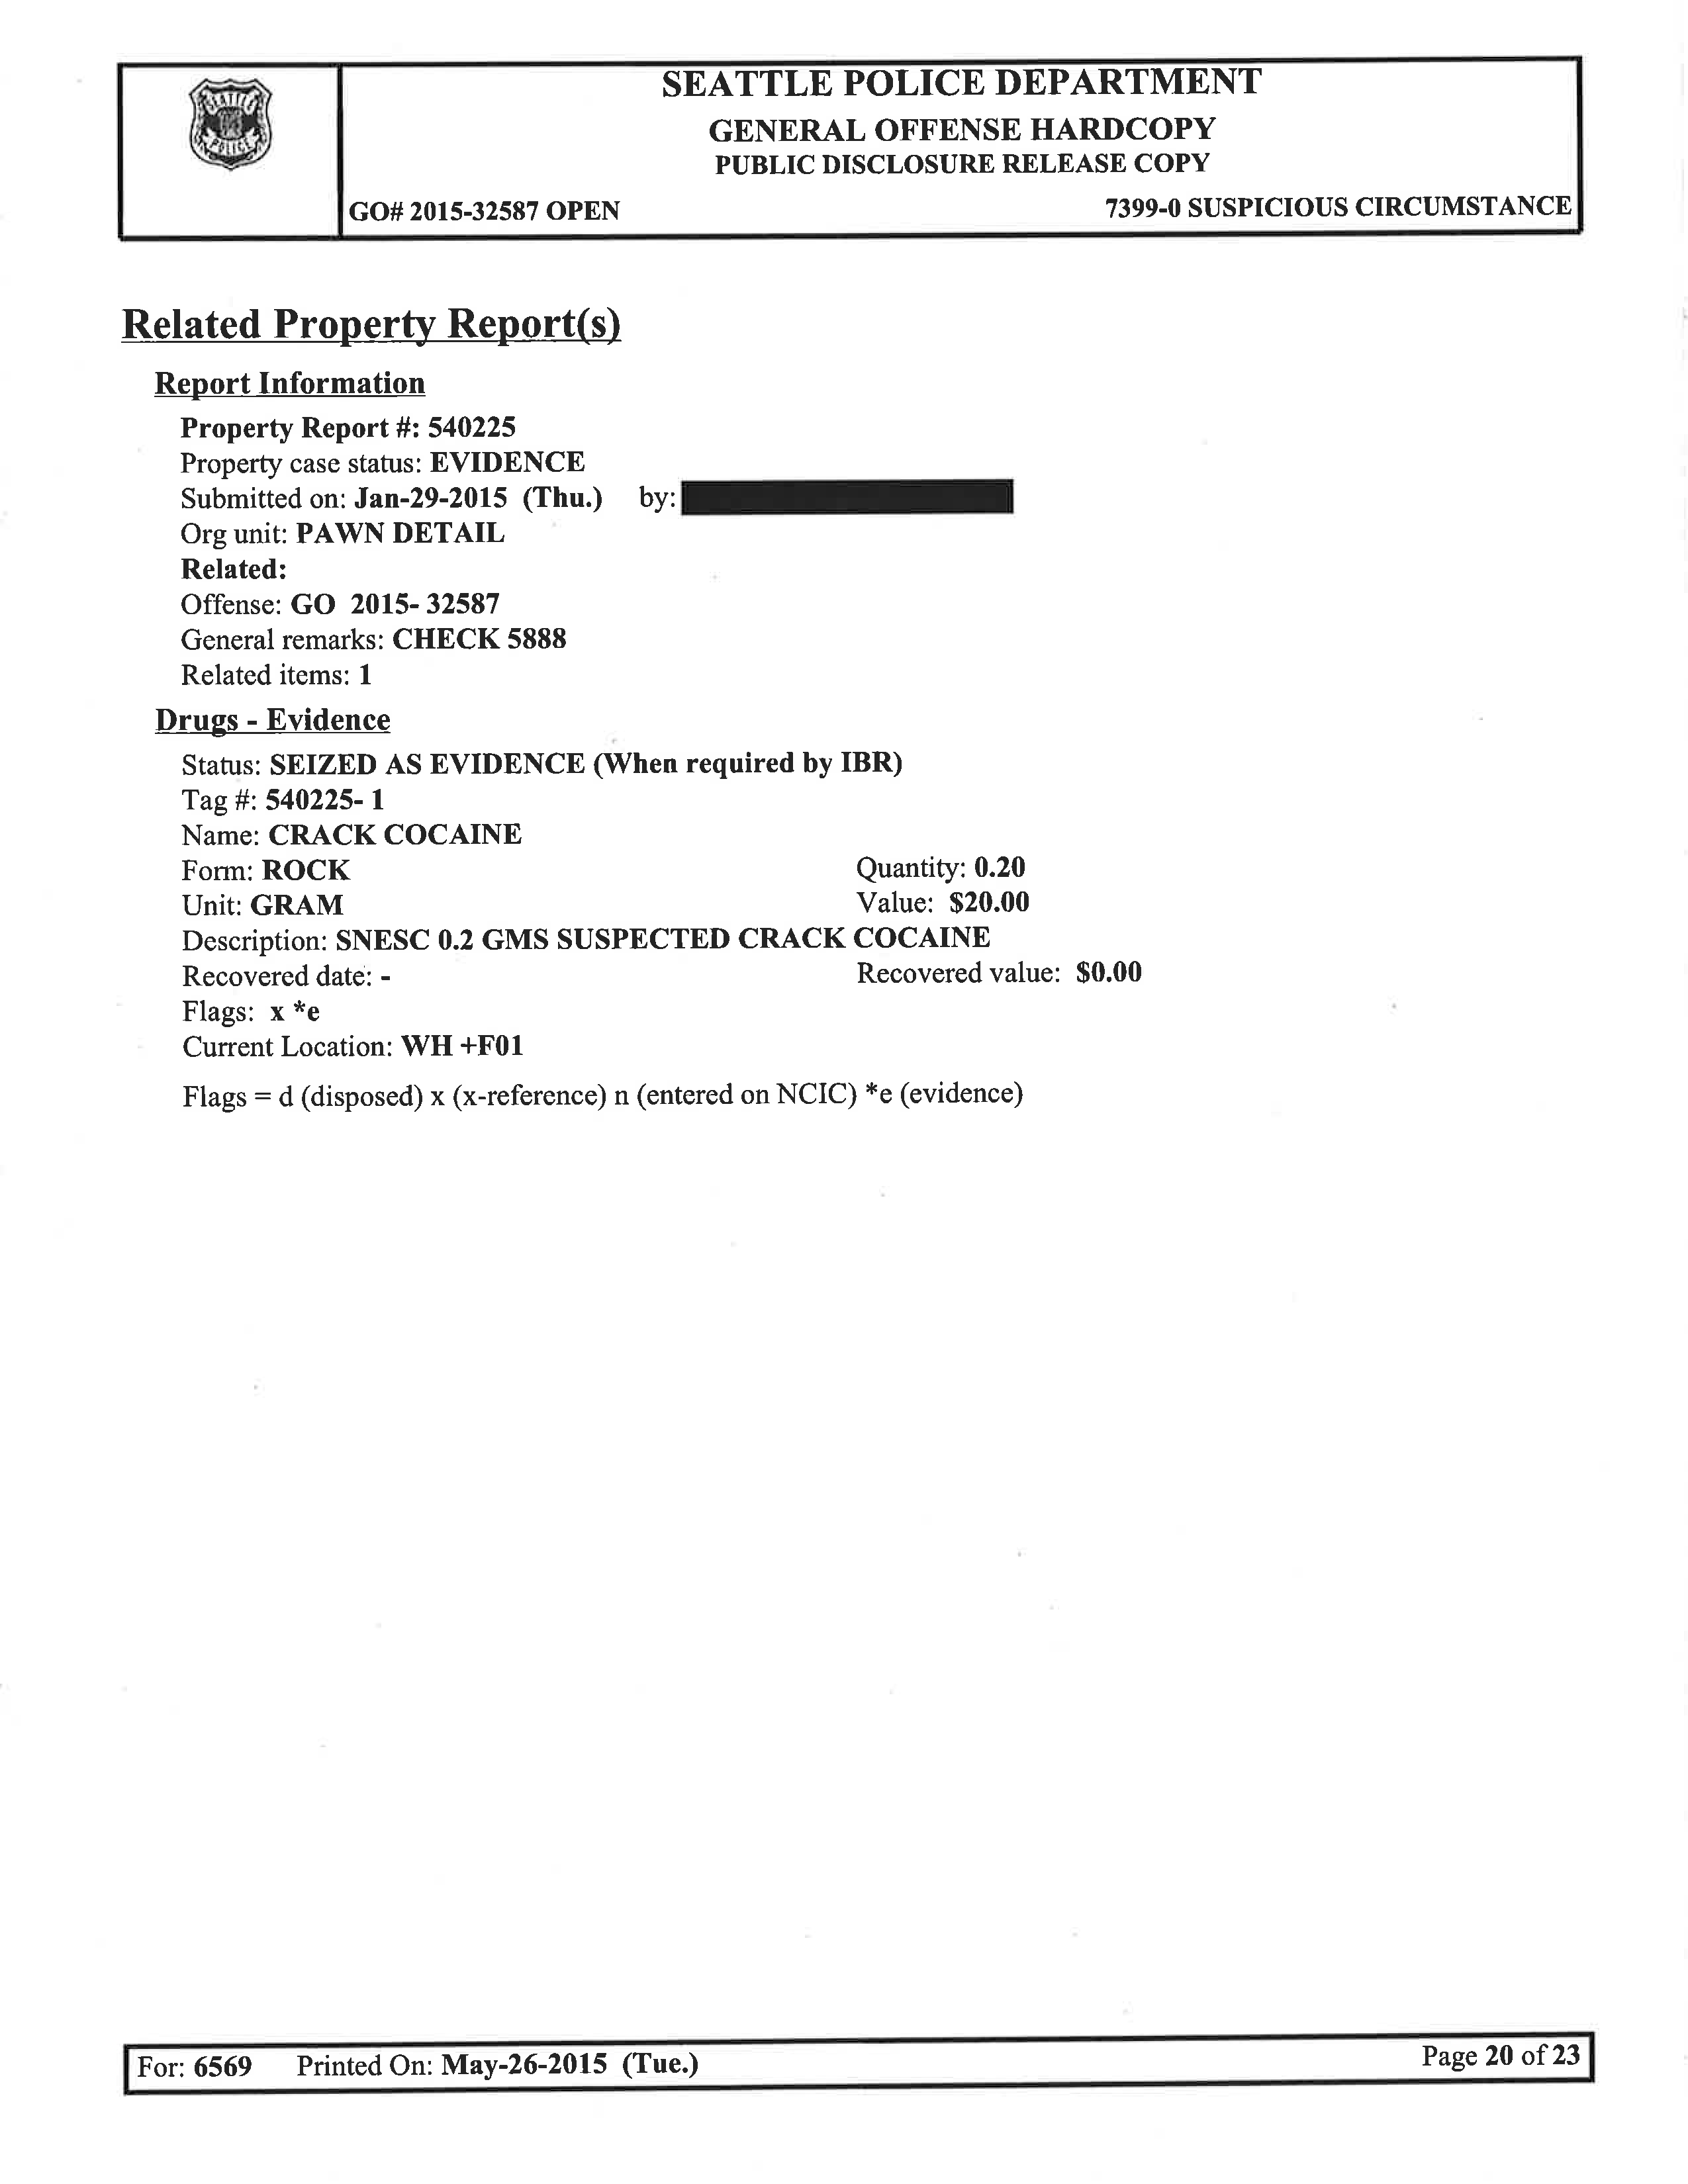 SEATTLE POLICE DEPARTMENT
GENERAL OFFENSE HARDCOPY
PUBLIC DISCLOSURE RELEASE COPY
GO# 2015-32587 OPEN 7399-0 SUSPICIOUS CIRCUMSTANCE
SEATTLE
POLICE
Related Property Report(s)
Report Information
Property Report #: 540225
Property case status: EVIDENCE
Submitted on: Jan-29-2015 (Thu.) by:
Org unit: PAWN DETAIL
Related:
Offense: GO 2015- 32587
General remarks: CHECK 5888
Related items: 1
Drugs - Evidence
Status: SEIZED AS EVIDENCE (When required by IBR)
Tag #: 540225- 1
Name: CRACK COCAINE
Form: ROCK Quantity: 0.20
Unit: GRAM Value: $20.00
Description: SNESC 0.2 GMS SUSPECTED CRACK COCAINE
Recovered date: - Recovered value: $0.00
Flags: x *e
Current Location: WH +F01
Flags = d (disposed) x (x-reference) n (entered on NCIC) *e (evidence)
For: 6569 Printed On: May-26-2015 (Tue.) Page 20 of 23